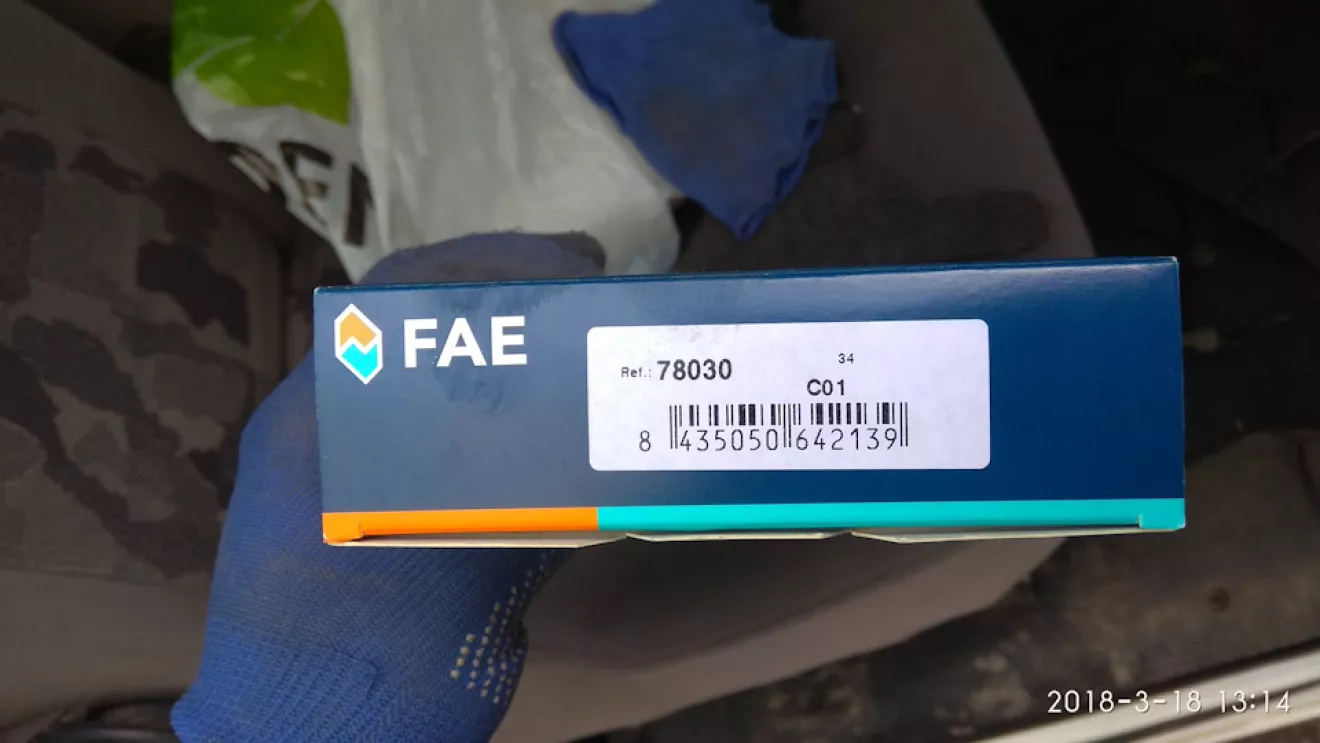 FAE
Ref.: 78030
34
C01
8 435050 642139
2018-3-18 13:14